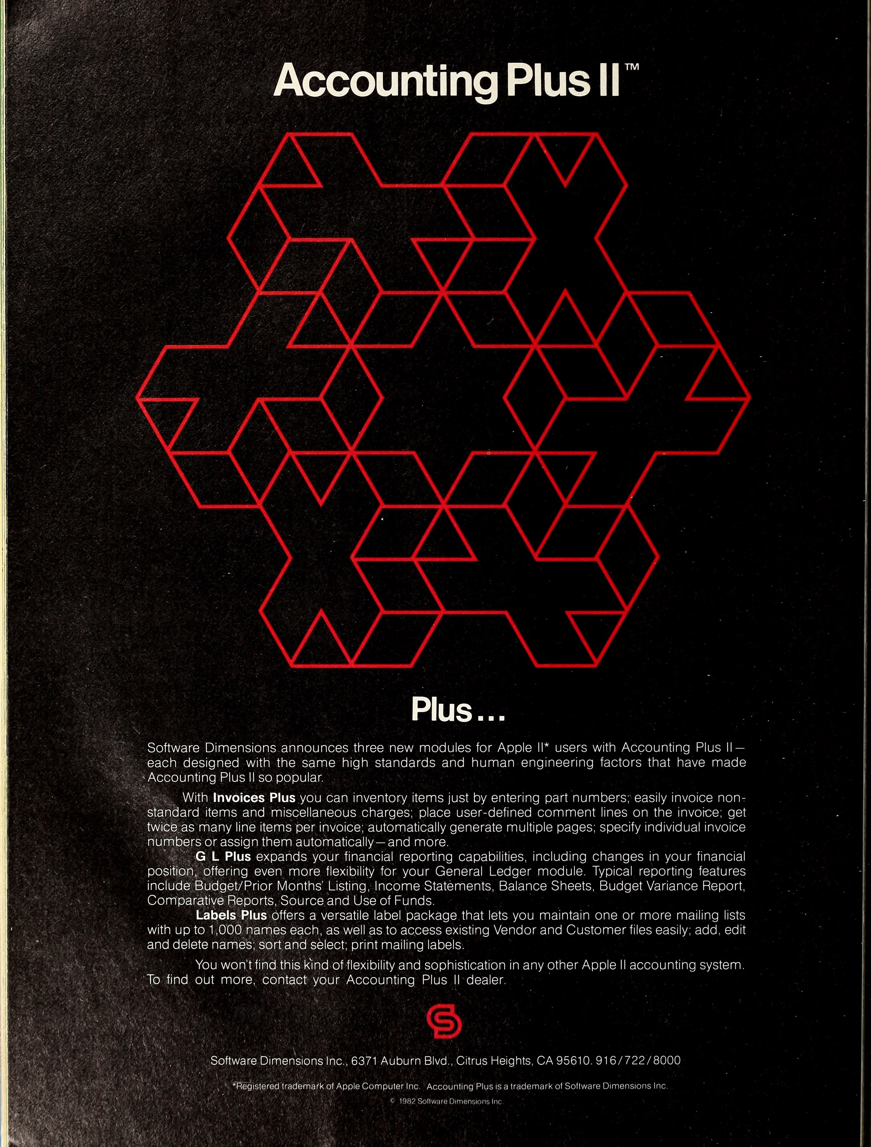 Accounting Plus II™
Plus...
Software Dimensions announces three new modules for Apple II* users with Accounting Plus II—
each designed with the same high standards and human engineering factors that have made
Accounting Plus II so popular.
With Invoices Plus you can inventory items just by entering part numbers; easily invoice non-
standard items and miscellaneous charges; place user-defined comment lines on the invoice; get
twice as many line items per invoice; automatically generate multiple pages; specify individual invoice
numbers or assign them automatically—and more.
G L Plus expands your financial reporting capabilities, including changes in your financial
position, offering even more flexibility for your General Ledger module. Typical reporting features
include Budget/Prior Months' Listing, Income Statements, Balance Sheets, Budget Variance Report,
Comparative Reports, Source and Use of Funds.
Labels Plus offers a versatile label package that lets you maintain one or more mailing lists
with up to 1,000 names each, as well as to access existing Vendor and Customer files easily; add, edit
and delete names; sort and select; print mailing labels.
You won't find this kind of flexibility and sophistication in any other Apple II accounting system.
To find out more, contact your Accounting Plus II dealer.
Software Dimensions Inc., 6371 Auburn Blvd., Citrus Heights, CA 95610. 916/722/8000
*Registered trademark of Apple Computer Inc. Accounting Plus is a trademark of Software Dimensions Inc.
© 1982 Software Dimensions Inc.